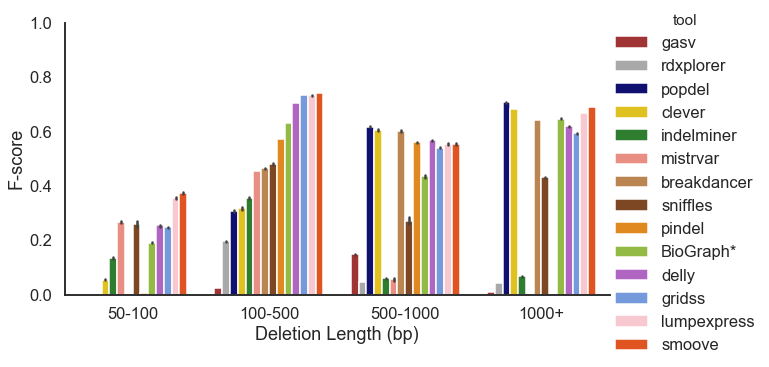 tool
gasv
rdxplorer
popdel
clever
indelminer
mistrvar
breakdancer
sniffles
pindel
BioGraph*
delly
gridss
lumpexpress
smoove
F-score
1.0
0.8
0.6
0.4
0.2
0.0
50-100 100-500 500-1000 1000+
Deletion Length (bp)